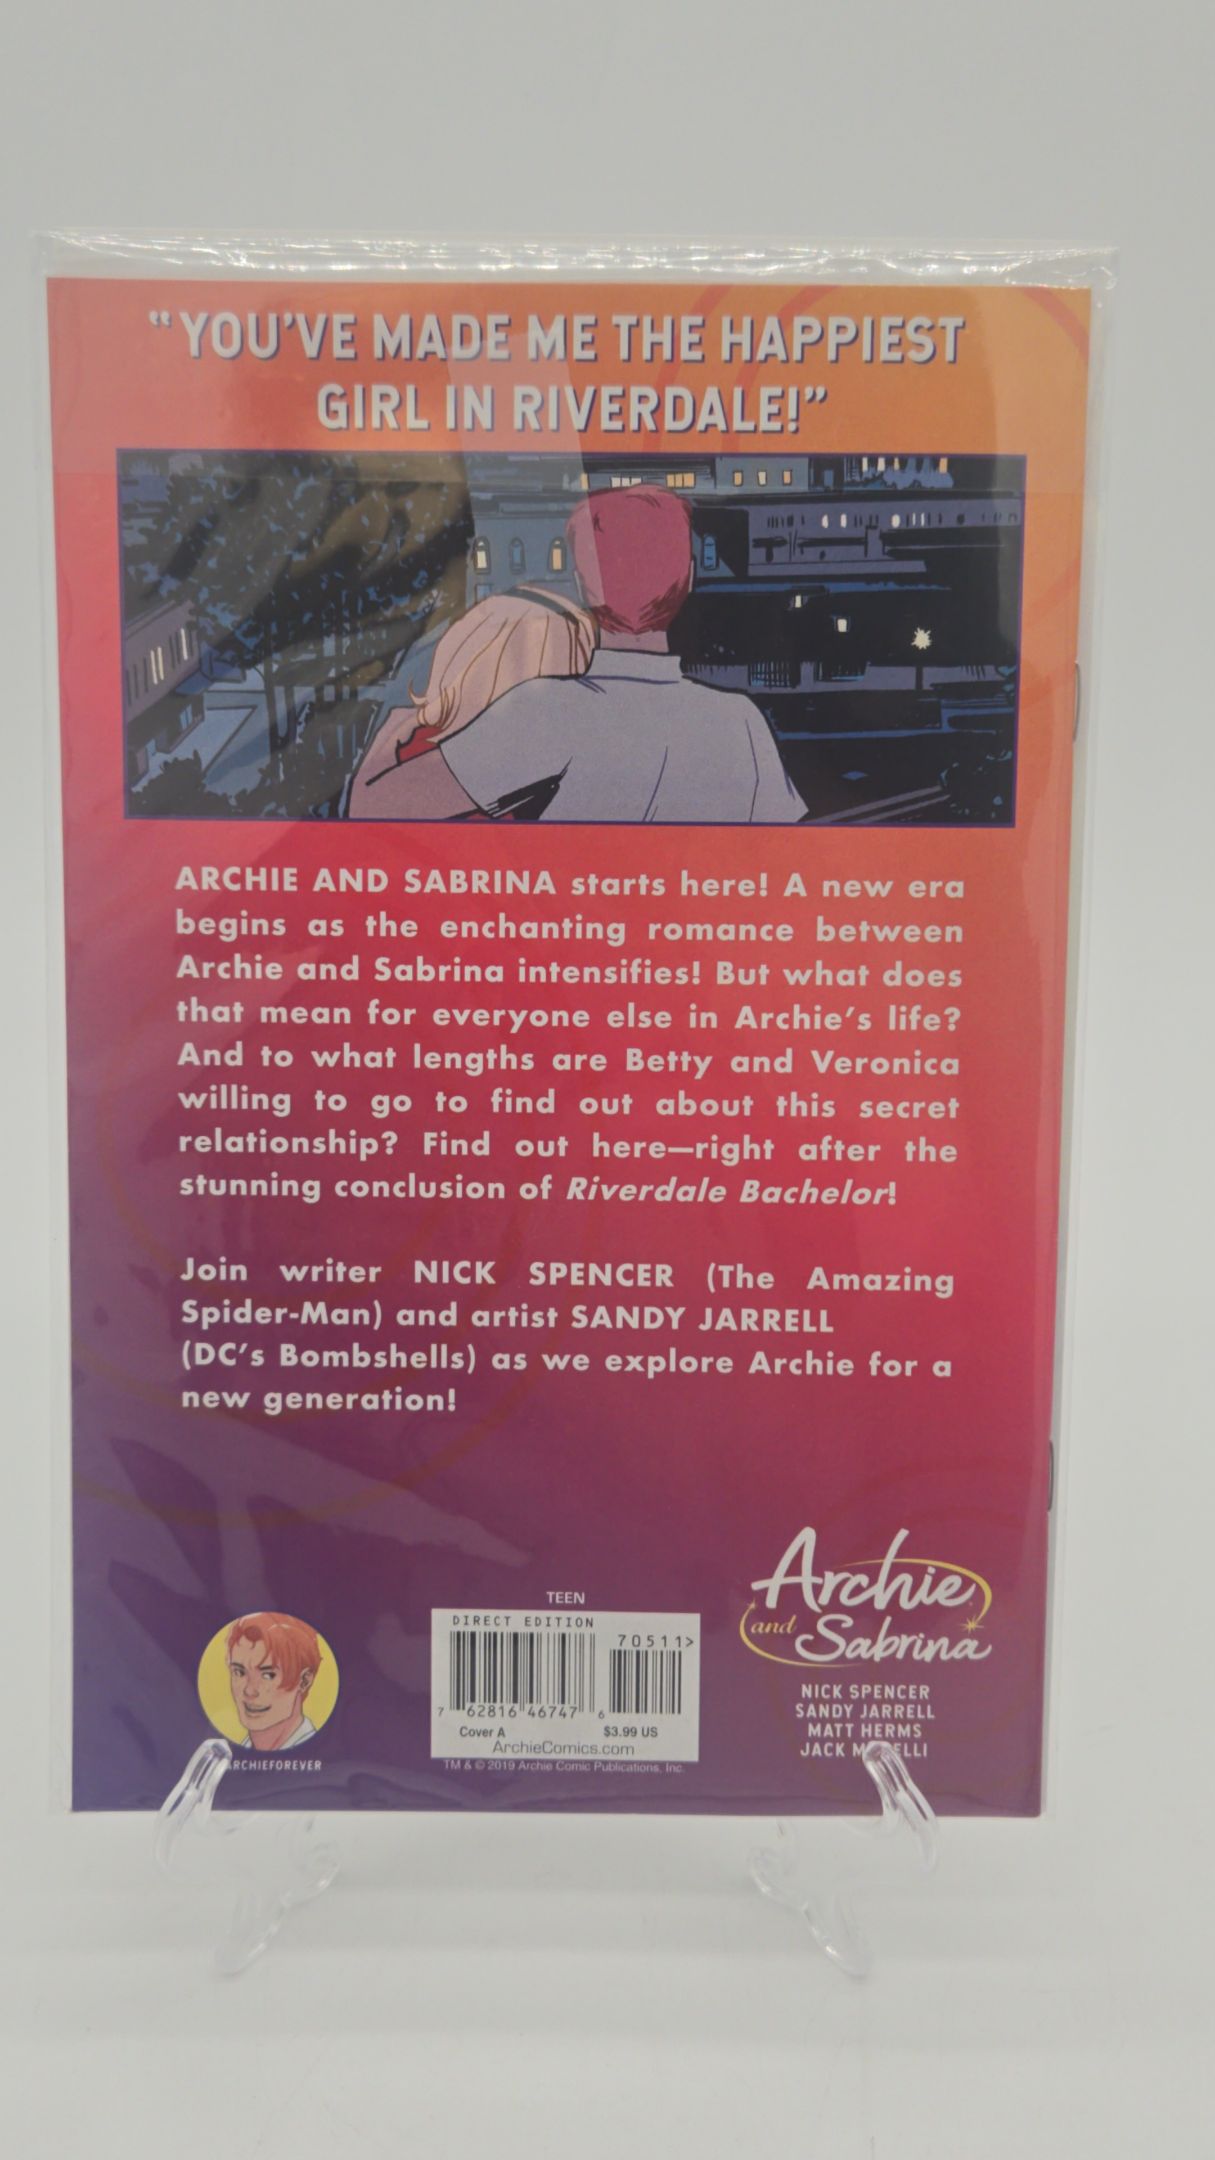 “YOU’VE MADE ME THE HAPPIEST
GIRL IN RIVERDALE!”
ARCHIE AND SABRINA starts here! A new era
begins as the enchanting romance between
Archie and Sabrina intensifies! But what does
that mean for everyone else in Archie’s life?
And to what lengths are Betty and Veronica
willing to go to find out about this secret
relationship? Find out here—right after the
stunning conclusion of Riverdale Bachelor!
Join writer NICK SPENCER (The Amazing
Spider-Man) and artist SANDY JARRELL
(DC’s Bombshells) as we explore Archie for a
new generation!
TEEN
DIRECT EDITION
70511>
7 62816 46747 6
Cover A $3.99 US
ArchieComics.com
TM & © 2019 Archie Comic Publications, Inc.
Archie
and
Sabrina
NICK SPENCER
SANDY JARRELL
MATT HERMS
JACK